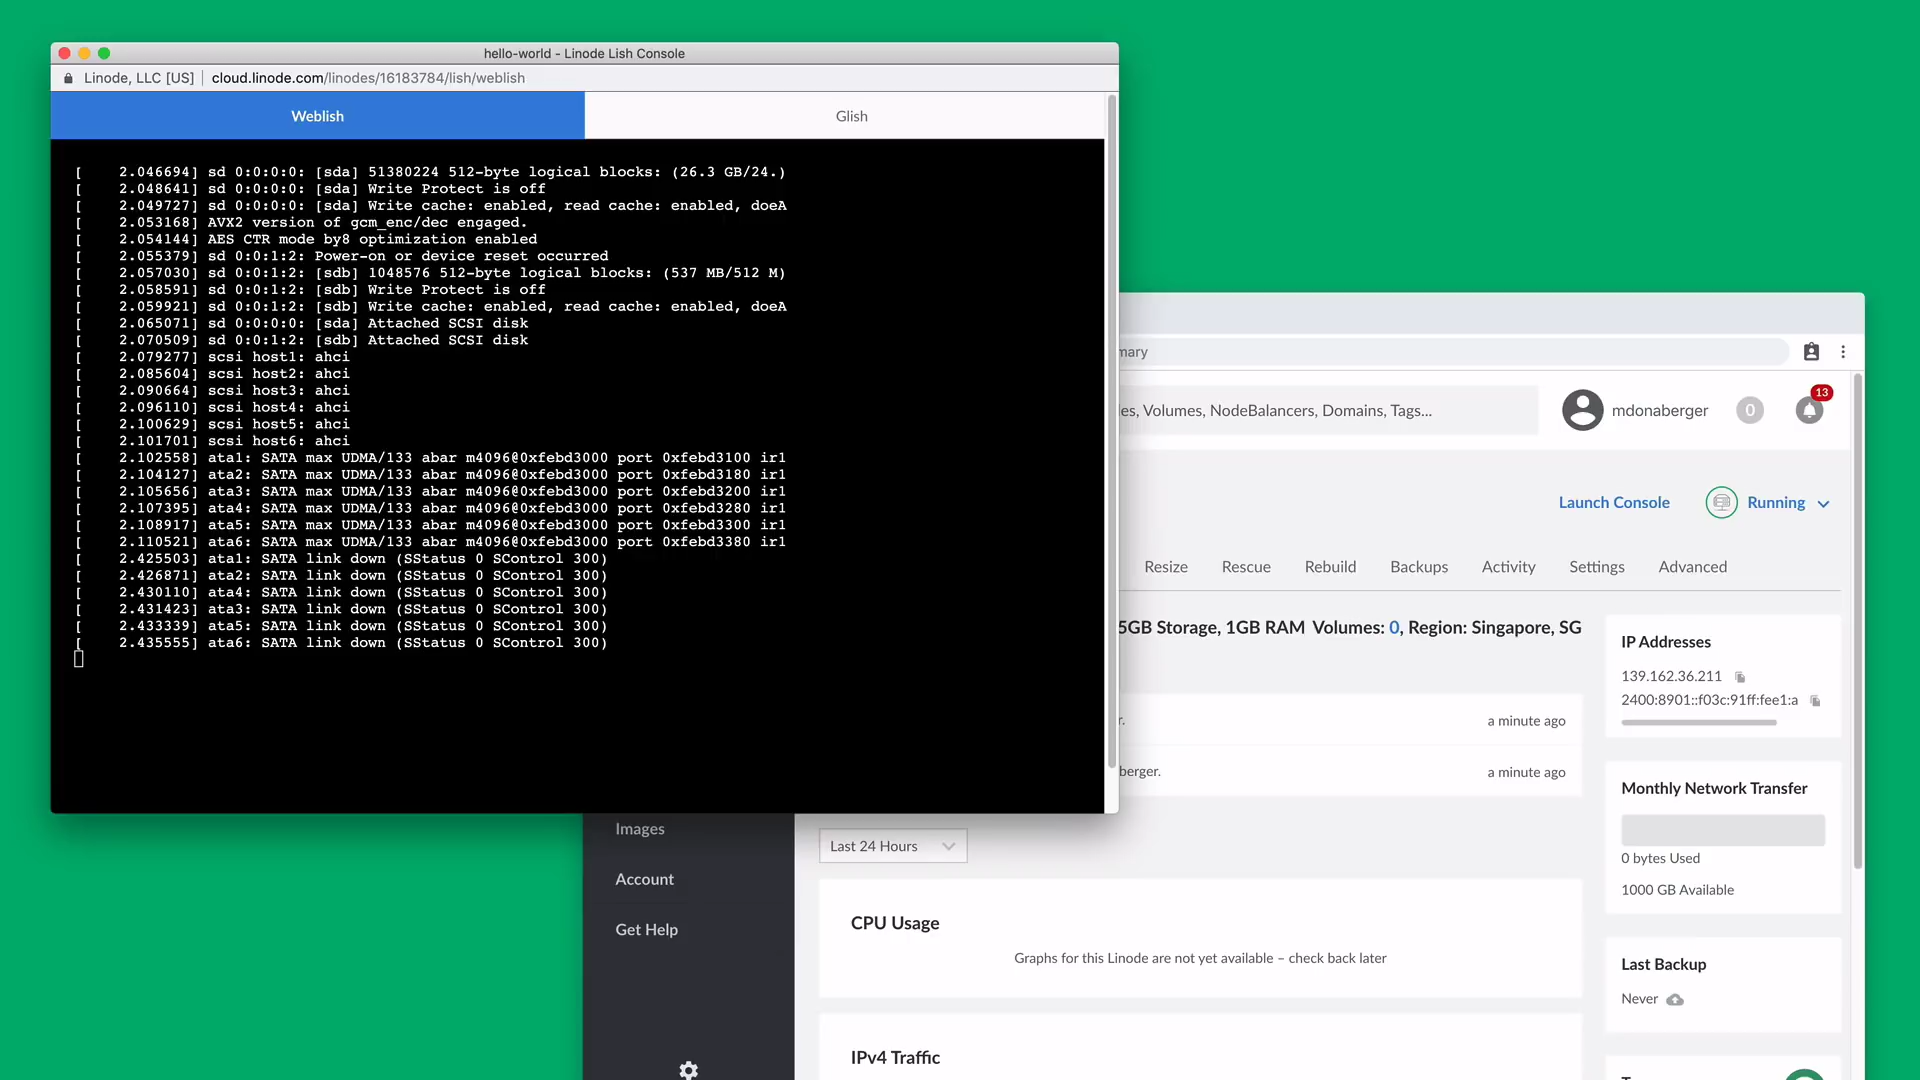 hello-world - Linode Lish Console
Linode, LLC [US] cloud.linode.com/linodes/16183784/lish/weblish
Weblish
Glish
[    2.046694] sd 0:0:0:0: [sda] 51380224 512-byte logical blocks: (26.3 GB/24.)
[    2.048641] sd 0:0:0:0: [sda] Write Protect is off
[    2.049727] sd 0:0:0:0: [sda] Write cache: enabled, read cache: enabled, doeA
[    2.053168] AVX2 version of gcm_enc/dec engaged.
[    2.054144] AES CTR mode by8 optimization enabled
[    2.055379] sd 0:0:1:2: Power-on or device reset occurred
[    2.057030] sd 0:0:1:2: [sdb] 1048576 512-byte logical blocks: (537 MB/512 M)
[    2.058591] sd 0:0:1:2: [sdb] Write Protect is off
[    2.059921] sd 0:0:1:2: [sdb] Write cache: enabled, read cache: enabled, doeA
[    2.065071] sd 0:0:0:0: [sda] Attached SCSI disk
[    2.070509] sd 0:0:1:2: [sdb] Attached SCSI disk
[    2.079277] scsi host1: ahci
[    2.085604] scsi host2: ahci
[    2.090664] scsi host3: ahci
[    2.096110] scsi host4: ahci
[    2.100629] scsi host5: ahci
[    2.101701] scsi host6: ahci
[    2.102558] ata1: SATA max UDMA/133 abar m4096@0xfebd3000 port 0xfebd3100 ir1
[    2.104127] ata2: SATA max UDMA/133 abar m4096@0xfebd3000 port 0xfebd3180 ir1
[    2.105656] ata3: SATA max UDMA/133 abar m4096@0xfebd3000 port 0xfebd3200 ir1
[    2.107395] ata4: SATA max UDMA/133 abar m4096@0xfebd3000 port 0xfebd3280 ir1
[    2.108917] ata5: SATA max UDMA/133 abar m4096@0xfebd3000 port 0xfebd3300 ir1
[    2.110521] ata6: SATA max UDMA/133 abar m4096@0xfebd3000 port 0xfebd3380 ir1
[    2.425503] ata1: SATA link down (SStatus 0 SControl 300)
[    2.426871] ata2: SATA link down (SStatus 0 SControl 300)
[    2.430110] ata4: SATA link down (SStatus 0 SControl 300)
[    2.431423] ata3: SATA link down (SStatus 0 SControl 300)
[    2.433339] ata5: SATA link down (SStatus 0 SControl 300)
[    2.435555] ata6: SATA link down (SStatus 0 SControl 300)
mary
es, Volumes, NodeBalancers, Domains, Tags...
mdonaberger
0
13
Launch Console
Running
Resize Rescue Rebuild Backups Activity Settings Advanced
5GB Storage, 1GB RAM Volumes: 0, Region: Singapore, SG
r.
a minute ago
berger.
a minute ago
IP Addresses
139.162.36.211
2400:8901::f03c:91ff:fee1:a
Monthly Network Transfer
0 bytes Used
1000 GB Available
Last Backup
Never
Images
Account
Get Help
Last 24 Hours
CPU Usage
Graphs for this Linode are not yet available – check back later
IPv4 Traffic